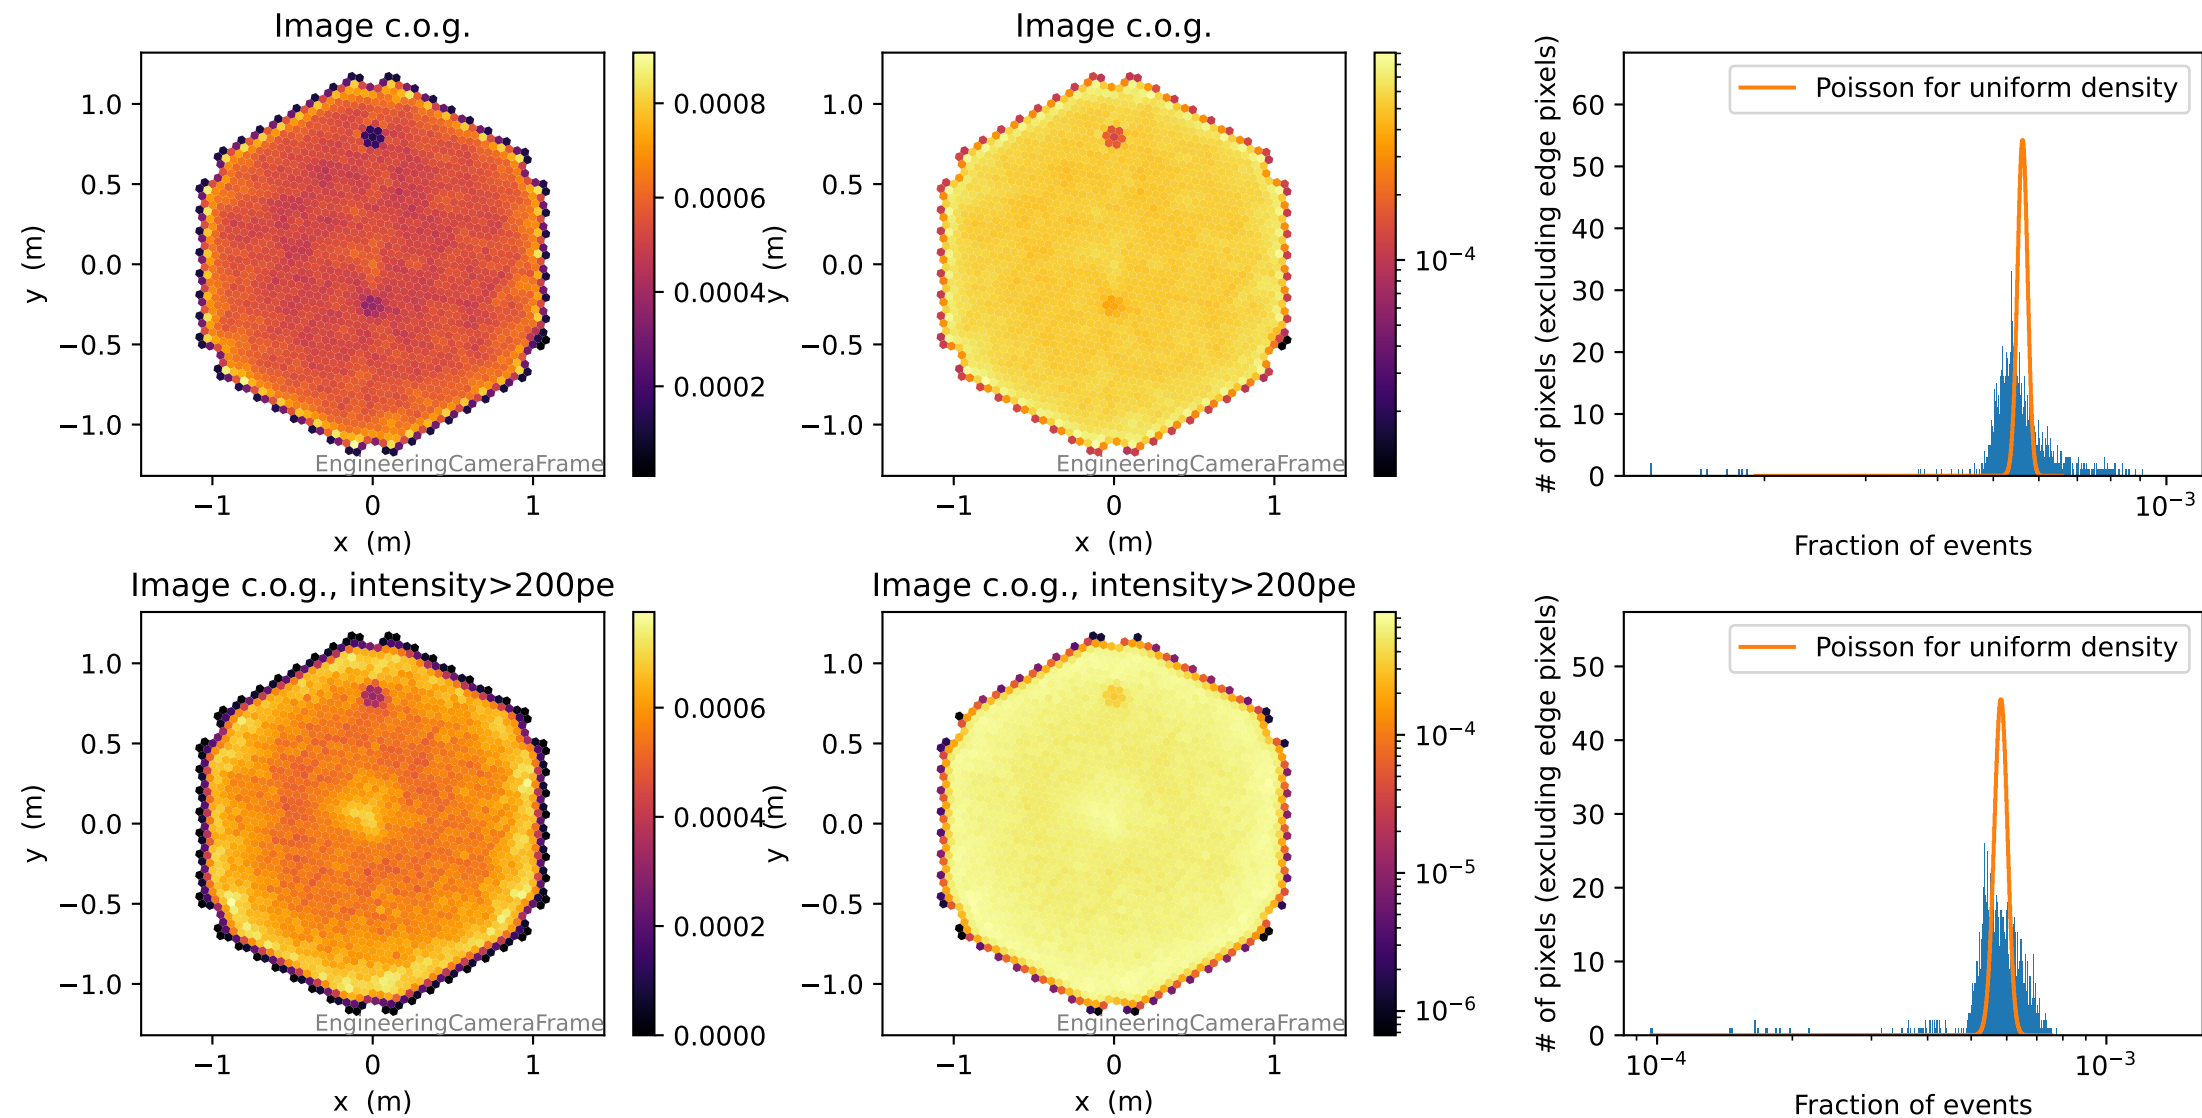 Image c.o.g.
1.0
0.5
0.0
−0.5
−1.0
y (m)
−1
0
1
x (m)
EngineeringCameraFrame
0.0008
0.0006
0.0004
0.0002
Image c.o.g.
1.0
0.5
0.0
−0.5
−1.0
y (m)
−1
0
1
x (m)
EngineeringCameraFrame
10−4
Poisson for uniform density
60
50
40
30
20
10
0
# of pixels (excluding edge pixels)
10−3
Fraction of events
Image c.o.g., intensity>200pe
1.0
0.5
0.0
−0.5
−1.0
y (m)
−1
0
1
x (m)
EngineeringCameraFrame
0.0006
0.0004
0.0002
0.0000
Image c.o.g., intensity>200pe
1.0
0.5
0.0
−0.5
−1.0
y (m)
−1
0
1
x (m)
EngineeringCameraFrame
10−4
10−5
10−6
Poisson for uniform density
50
40
30
20
10
0
# of pixels (excluding edge pixels)
10−4
10−3
Fraction of events